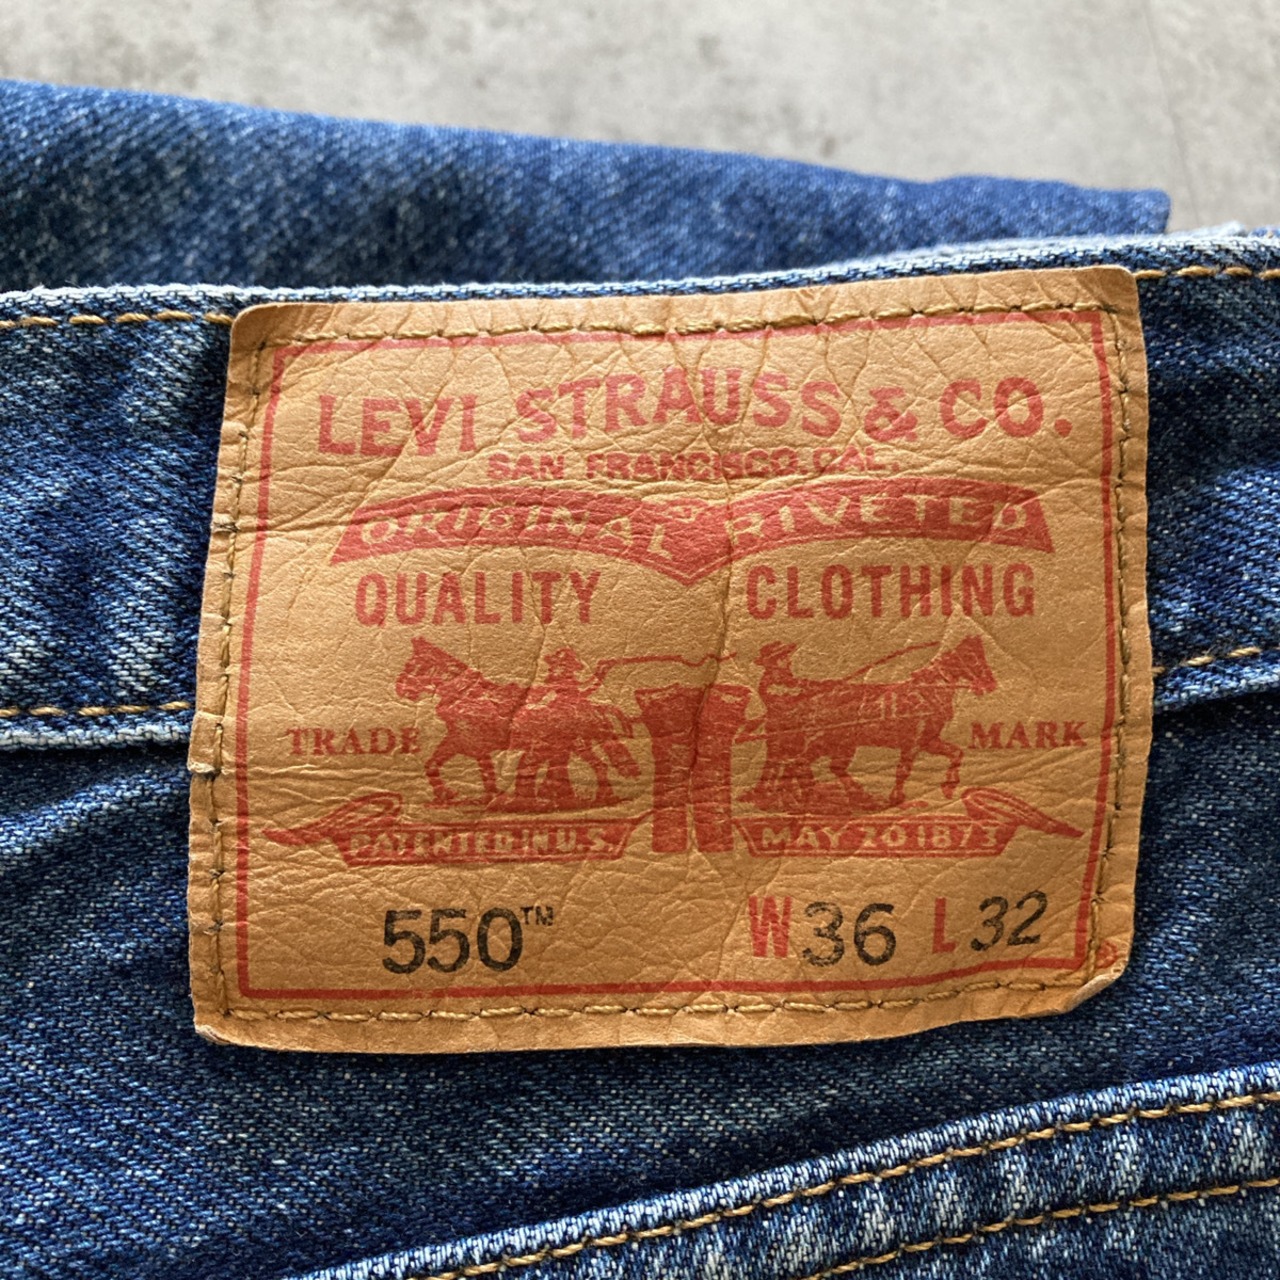 LEVI STRAUSS & CO.
SAN FRANCISCO, CAL.
ORIGINAL RIVETED
QUALITY CLOTHING
TRADE MARK
PATENTED IN U.S. MAY 20 1873
550™ W36 L32